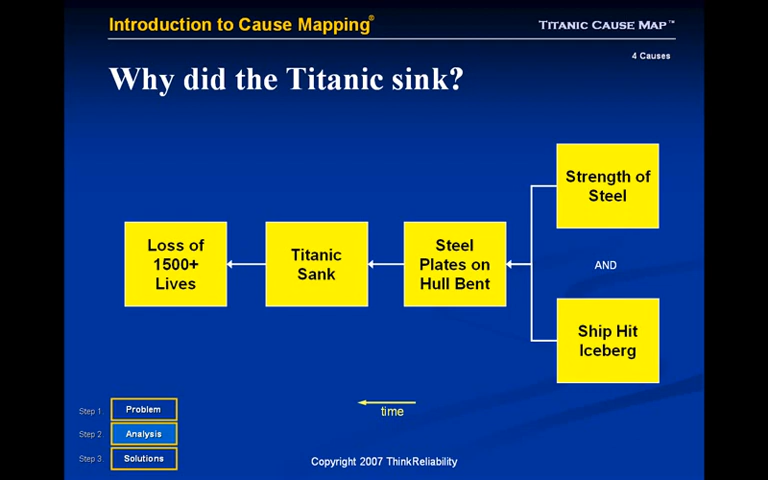 Introduction to Cause Mapping®
TITANIC CAUSE MAP™
4 Causes
Why did the Titanic sink?
Strength of
Steel
Loss of
1500+
Lives
Titanic
Sank
Steel
Plates on
Hull Bent
AND
Ship Hit
Iceberg
time
Step 1. Problem
Step 2. Analysis
Step 3. Solutions
Copyright 2007 ThinkReliability